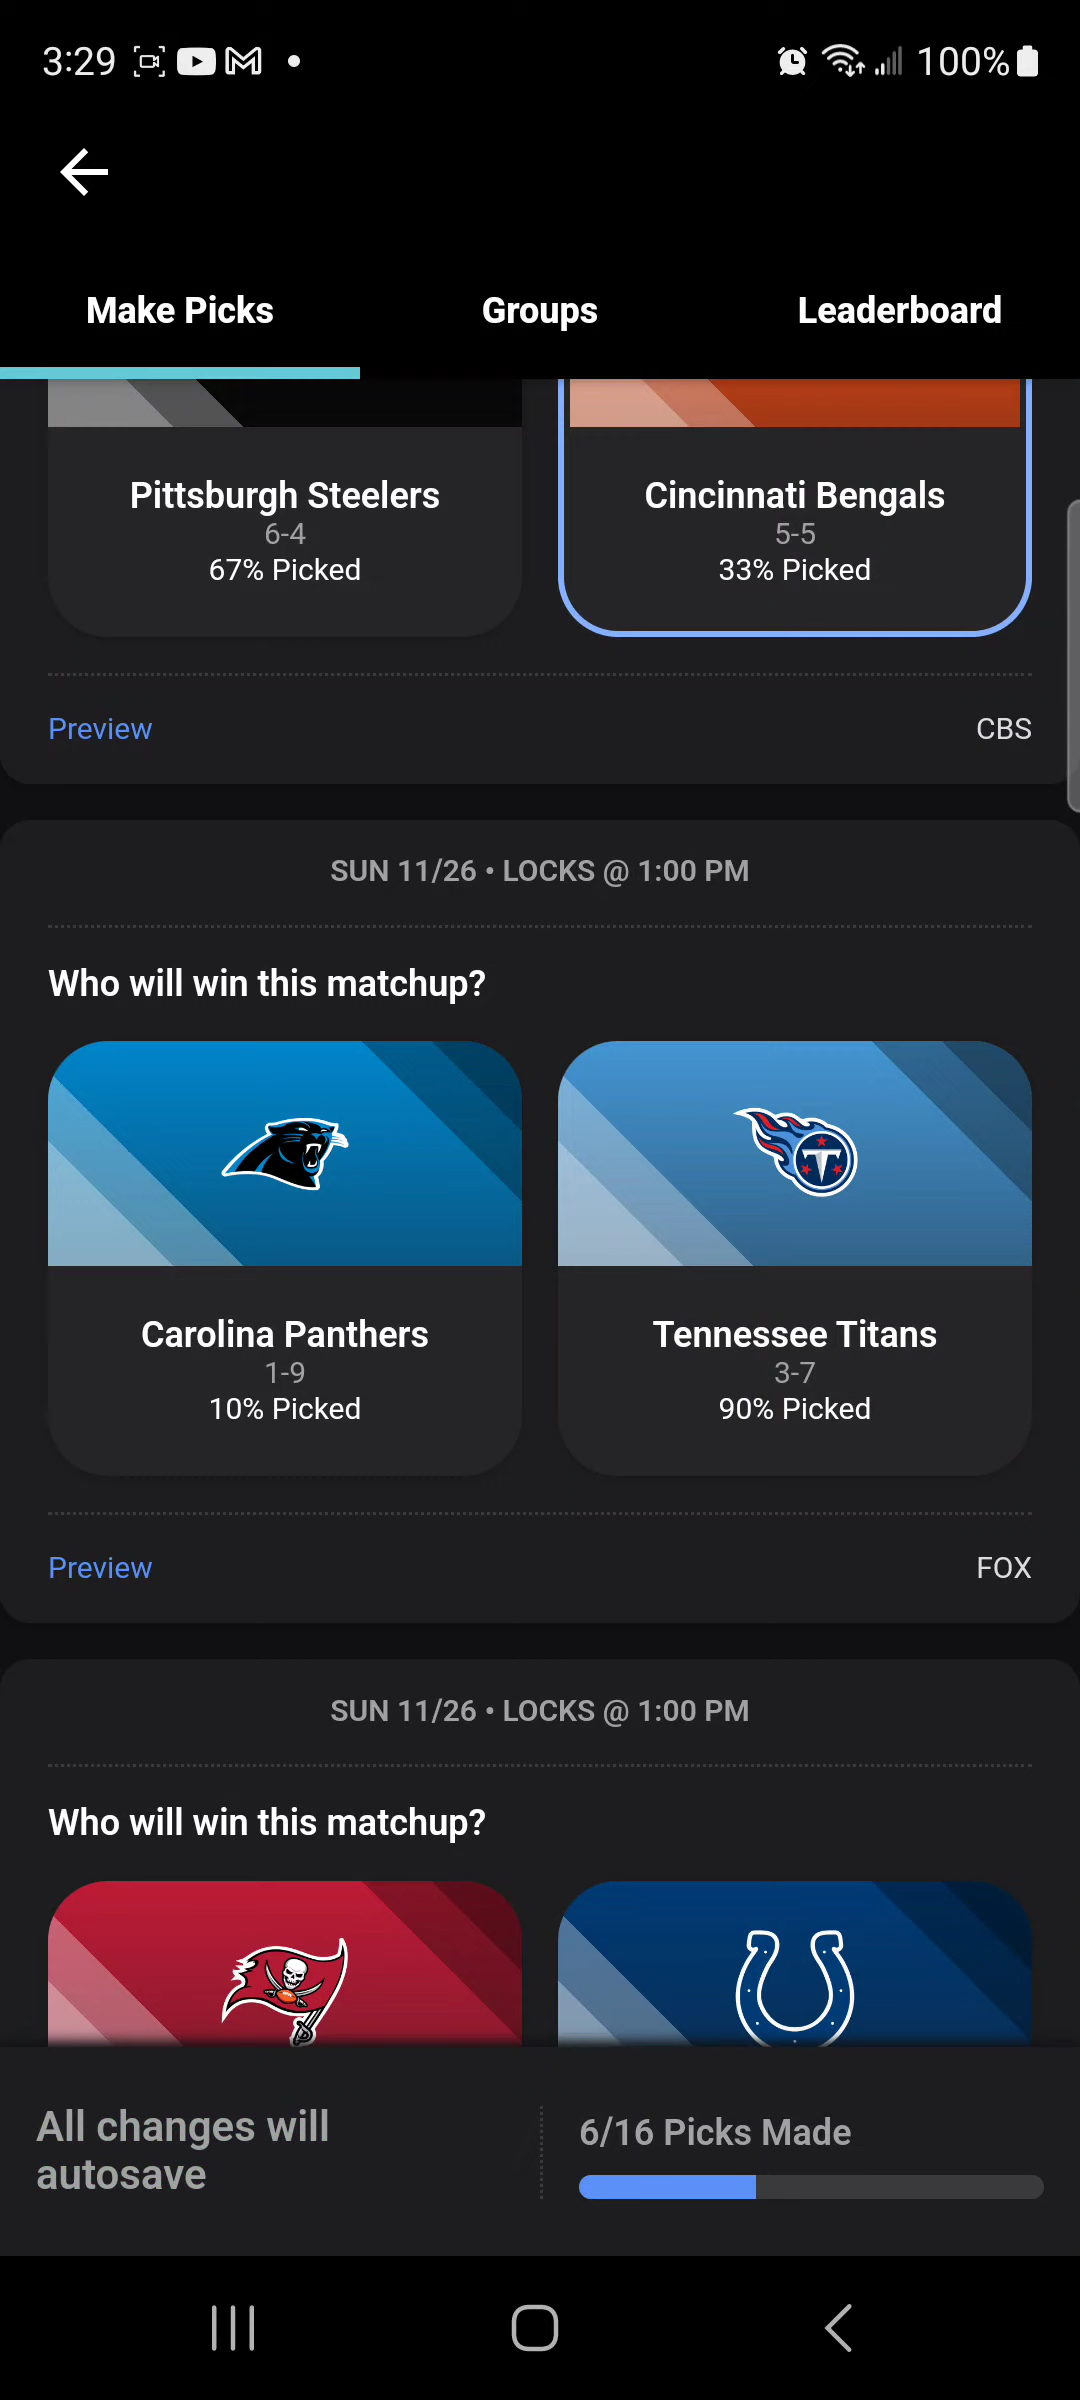 3:29
100%
Make Picks
Groups
Leaderboard
Pittsburgh Steelers
6-4
67% Picked
Cincinnati Bengals
5-5
33% Picked
Preview
CBS
SUN 11/26 • LOCKS @ 1:00 PM
Who will win this matchup?
Carolina Panthers
1-9
10% Picked
T
Tennessee Titans
3-7
90% Picked
Preview
FOX
SUN 11/26 • LOCKS @ 1:00 PM
Who will win this matchup?
All changes will
autosave
6/16 Picks Made